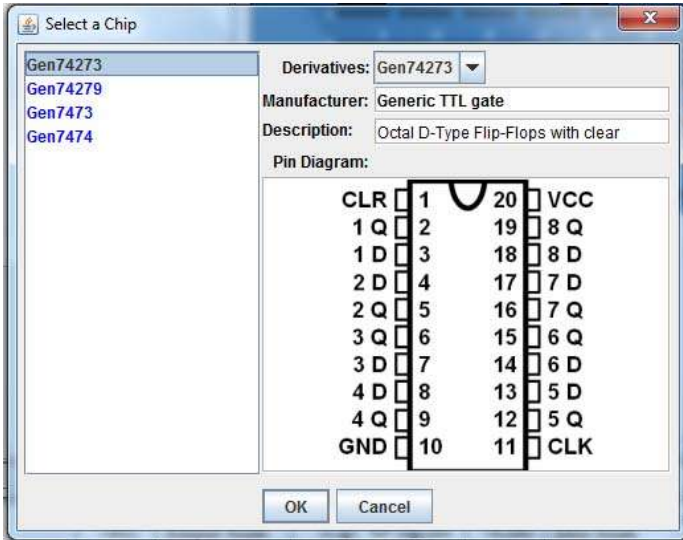 Select a Chip
Gen74273
Gen74279
Gen7473
Gen7474
Derivatives: Gen74273
Manufacturer: Generic TTL gate
Description: Octal D-Type Flip-Flops with clear
Pin Diagram:
CLR 1 20 VCC
1 Q 2 19 8 Q
1 D 3 18 8 D
2 D 4 17 7 D
2 Q 5 16 7 Q
3 Q 6 15 6 Q
3 D 7 14 6 D
4 D 8 13 5 D
4 Q 9 12 5 Q
GND 10 11 CLK
OK Cancel